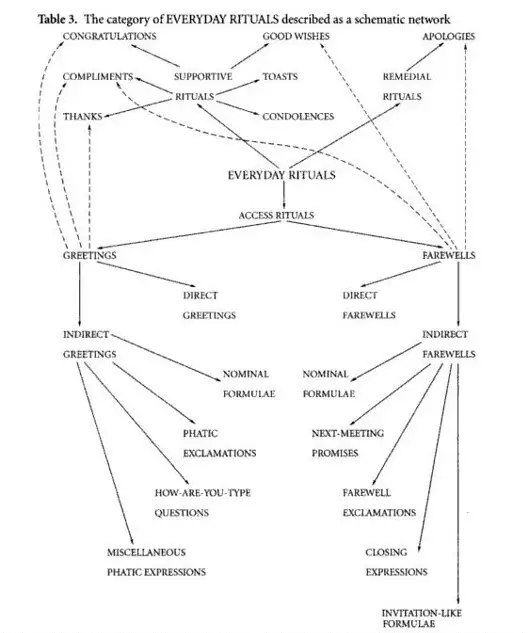 Table 3. The category of EVERYDAY RITUALS described as a schematic network
CONGRATULATIONS
GOOD WISHES
APOLOGIES
COMPLIMENTS
SUPPORTIVE
RITUALS
TOASTS
REMEDIAL
RITUALS
THANKS
CONDOLENCES
EVERYDAY RITUALS
ACCESS RITUALS
GREETINGS
FAREWELLS
DIRECT
GREETINGS
DIRECT
FAREWELLS
INDIRECT
GREETINGS
INDIRECT
FAREWELLS
NOMINAL
FORMULAE
NOMINAL
FORMULAE
PHATIC
EXCLAMATIONS
NEXT-MEETING
PROMISES
HOW-ARE-YOU-TYPE
QUESTIONS
FAREWELL
EXCLAMATIONS
MISCELLANEOUS
PHATIC EXPRESSIONS
CLOSING
EXPRESSIONS
INVITATION-LIKE
FORMULAE